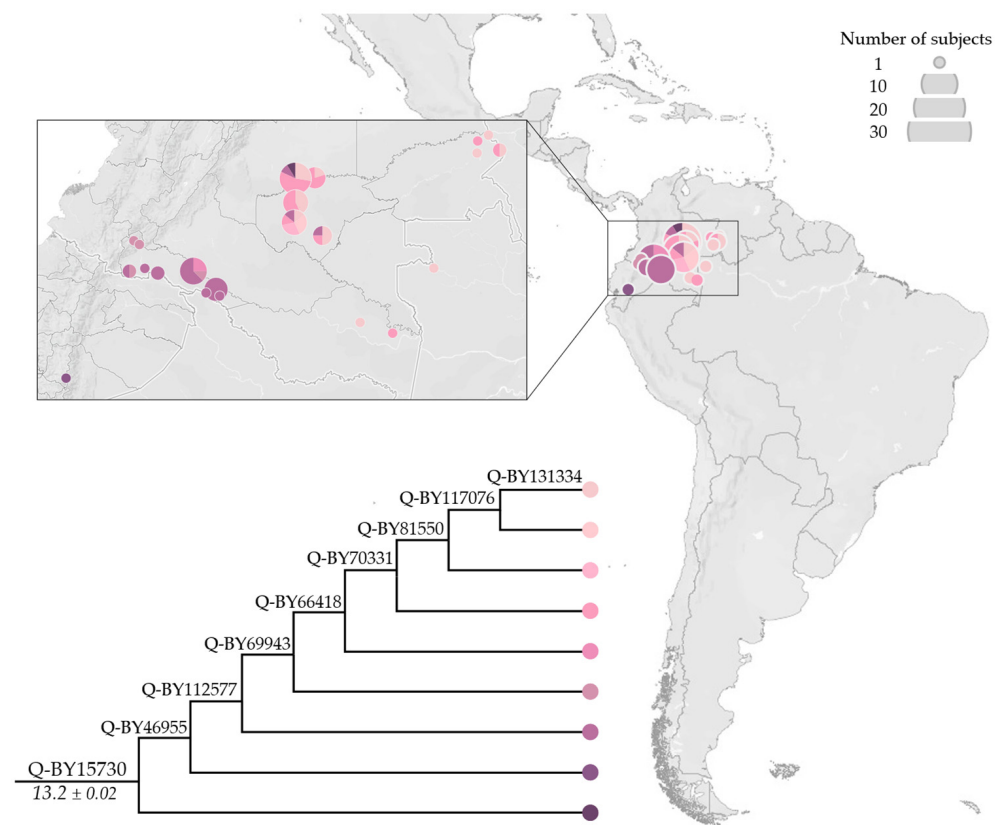 Number of subjects
1
10
20
30
Q-BY131334
Q-BY117076
Q-BY81550
Q-BY70331
Q-BY66418
Q-BY69943
Q-BY112577
Q-BY46955
Q-BY15730
13.2 ± 0.02